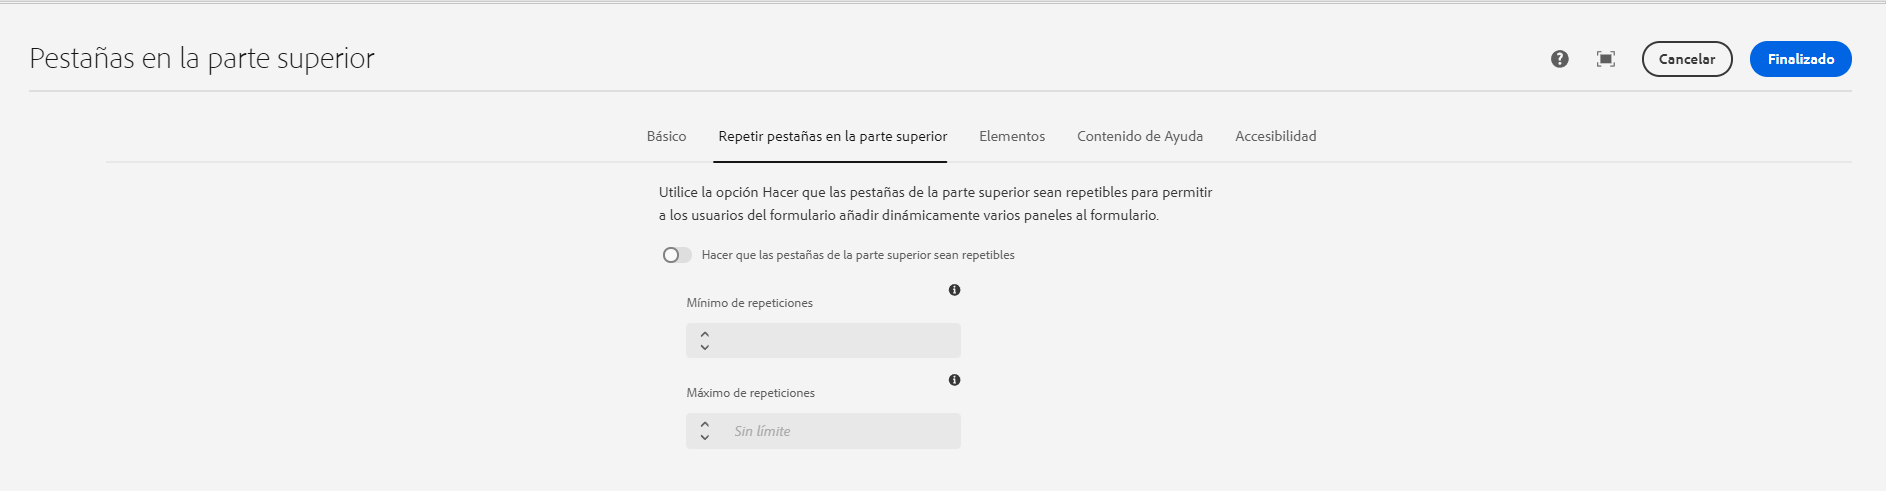 Pestañas en la parte superior
Cancelar
Finalizado
Básico
Repetir pestañas en la parte superior
Elementos
Contenido de Ayuda
Accesibilidad
Utilice la opción Hacer que las pestañas de la parte superior sean repetibles para permitir
a los usuarios del formulario añadir dinámicamente varios paneles al formulario.
Hacer que las pestañas de la parte superior sean repetibles
Mínimo de repeticiones
Máximo de repeticiones
Sin límite